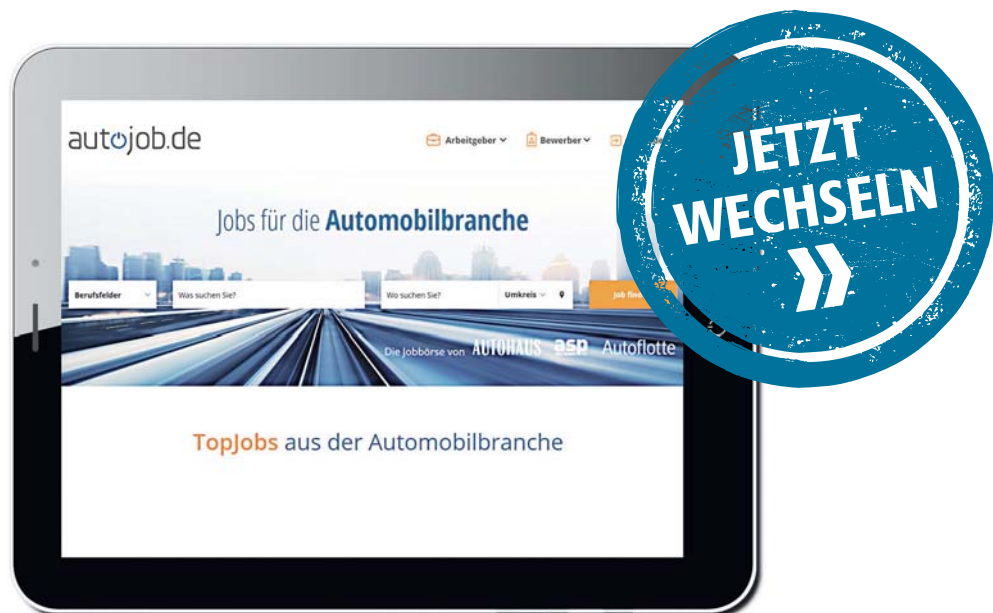 autojob.de
Arbeitgeber
Bewerber
Jobs für die Automobilbranche
Berufsfelder
Was suchen Sie?
Wo suchen Sie?
Umkreis
Job
Die Jobbörse von AUTOHAUS asp Autoflotte
TopJobs aus der Automobilbranche
JETZT
WECHSELN